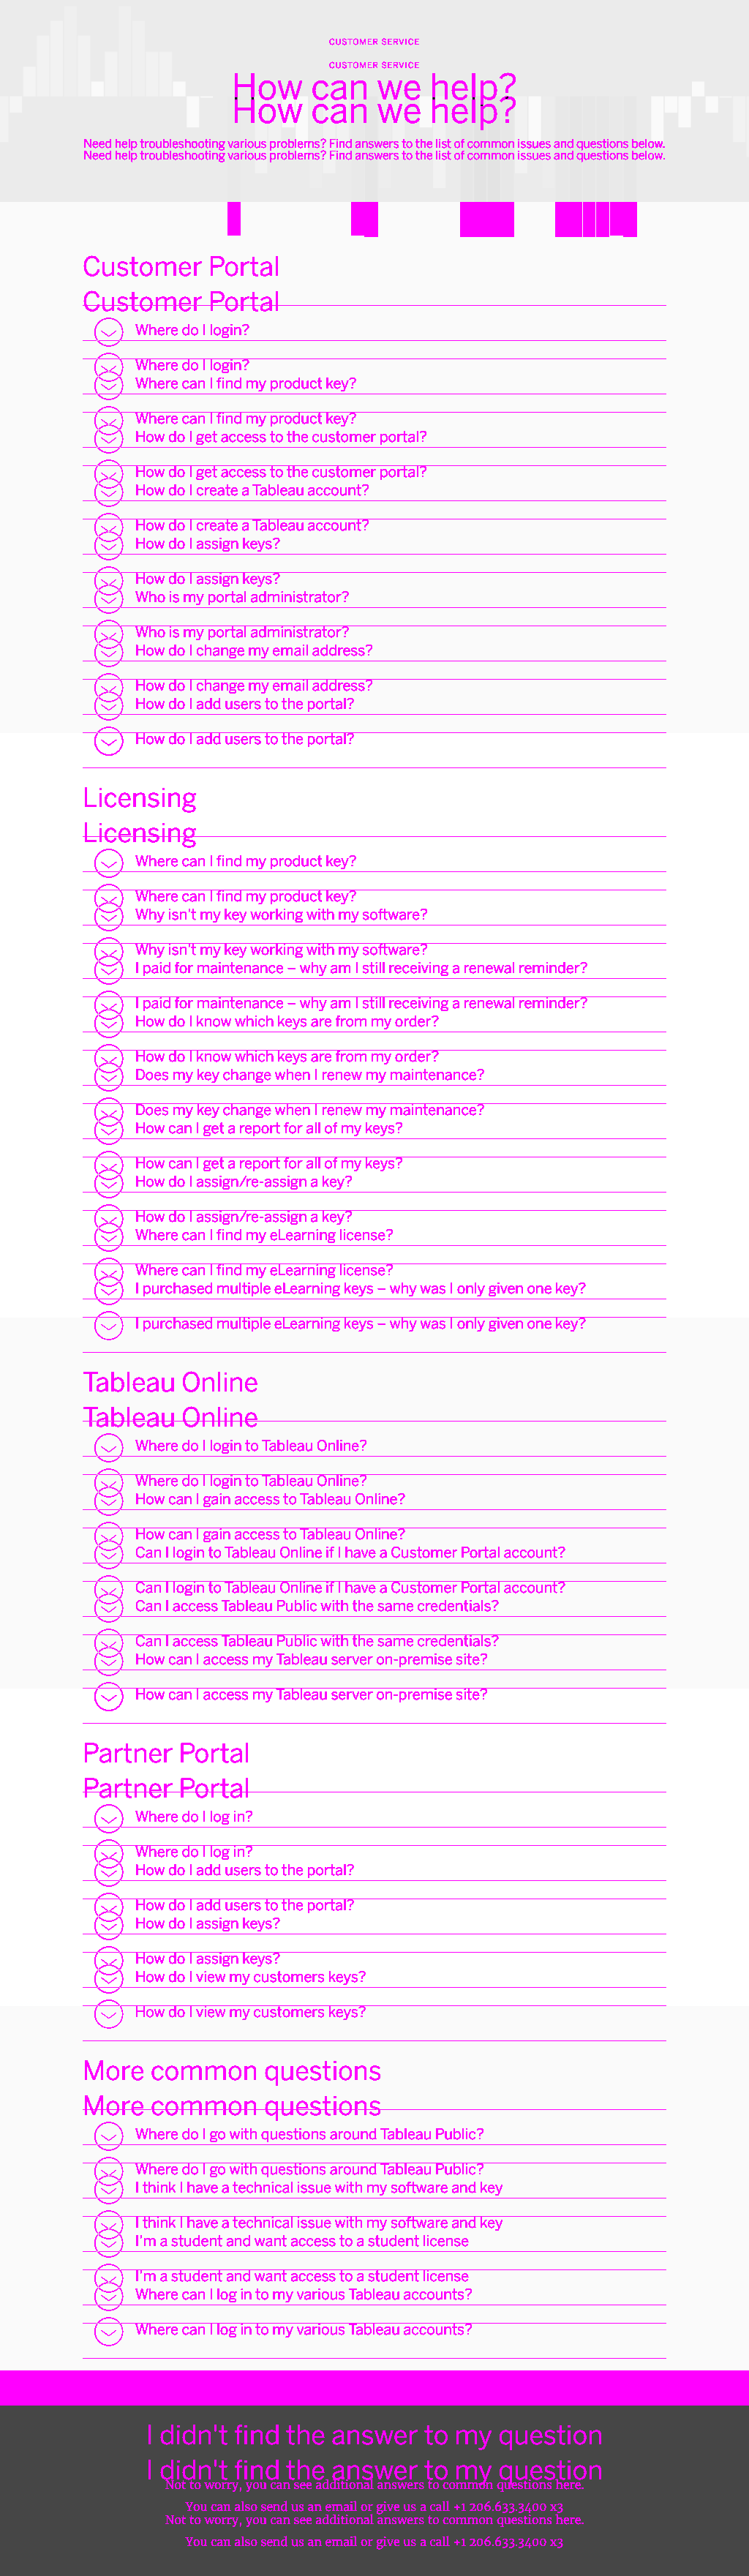 CUSTOMER SERVICE
CUSTOMER SERVICE
How can we help?
How can we help?
Need help troubleshooting various problems? Find answers to the list of common issues and questions below.
Need help troubleshooting various problems? Find answers to the list of common issues and questions below.
Customer Portal
Customer Portal
Where do I login?
Where do I login?
Where can I find my product key?
Where can I find my product key?
How do I get access to the customer portal?
How do I get access to the customer portal?
How do I create a Tableau account?
How do I create a Tableau account?
How do I assign keys?
How do I assign keys?
Who is my portal administrator?
Who is my portal administrator?
How do I change my email address?
How do I change my email address?
How do I add users to the portal?
How do I add users to the portal?
Licensing
Licensing
Where can I find my product key?
Where can I find my product key?
Why isn't my key working with my software?
Why isn't my key working with my software?
I paid for maintenance – why am I still receiving a renewal reminder?
I paid for maintenance – why am I still receiving a renewal reminder?
How do I know which keys are from my order?
How do I know which keys are from my order?
Does my key change when I renew my maintenance?
Does my key change when I renew my maintenance?
How can I get a report for all of my keys?
How can I get a report for all of my keys?
How do I assign/re-assign a key?
How do I assign/re-assign a key?
Where can I find my eLearning license?
Where can I find my eLearning license?
I purchased multiple eLearning keys – why was I only given one key?
I purchased multiple eLearning keys – why was I only given one key?
Tableau Online
Tableau Online
Where do I login to Tableau Online?
Where do I login to Tableau Online?
How can I gain access to Tableau Online?
How can I gain access to Tableau Online?
Can I login to Tableau Online if I have a Customer Portal account?
Can I login to Tableau Online if I have a Customer Portal account?
Can I access Tableau Public with the same credentials?
Can I access Tableau Public with the same credentials?
How can I access my Tableau server on-premise site?
How can I access my Tableau server on-premise site?
Partner Portal
Partner Portal
Where do I log in?
Where do I log in?
How do I add users to the portal?
How do I add users to the portal?
How do I assign keys?
How do I assign keys?
How do I view my customers keys?
How do I view my customers keys?
More common questions
More common questions
Where do I go with questions around Tableau Public?
Where do I go with questions around Tableau Public?
I think I have a technical issue with my software and key
I think I have a technical issue with my software and key
I'm a student and want access to a student license
I'm a student and want access to a student license
Where can I log in to my various Tableau accounts?
Where can I log in to my various Tableau accounts?
I didn't find the answer to my question
I didn't find the answer to my question
Not to worry, you can see additional answers to common questions here.
You can also send us an email or give us a call +1 206.633.3400 x3
Not to worry, you can see additional answers to common questions here.
You can also send us an email or give us a call +1 206.633.3400 x3